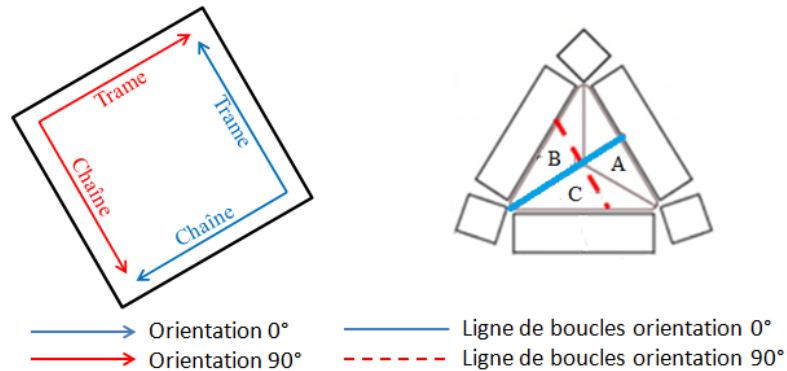 Trame
Trame
Chaîne
Chaîne
B
A
C
Orientation 0°
Ligne de boucles orientation 0°
Orientation 90°
Ligne de boucles orientation 90°